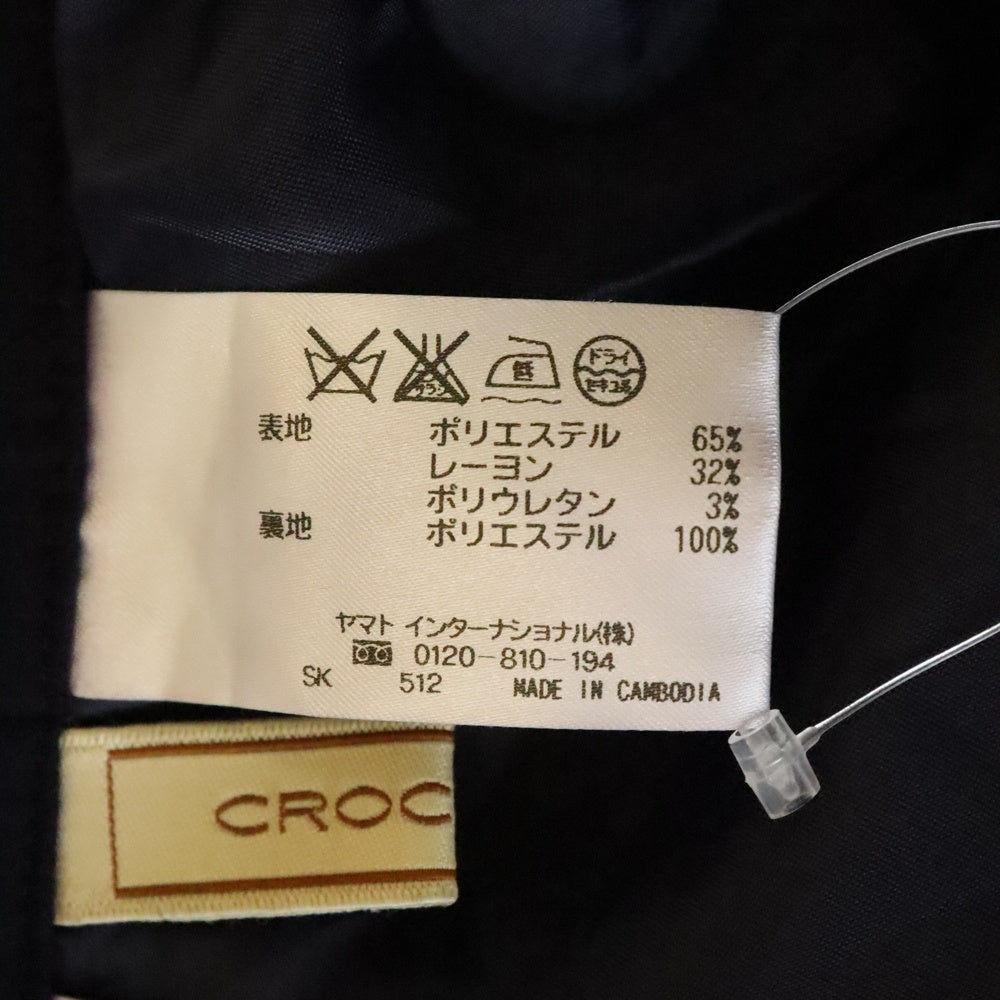 ドライ
セキユ系
低
表地 ポリエステル 65%
レーヨン 32%
ポリウレタン 3%
裏地 ポリエステル 100%
ヤマト インターナショナル(株)
0120-810-194
SK 512 MADE IN CAMBODIA
CROC